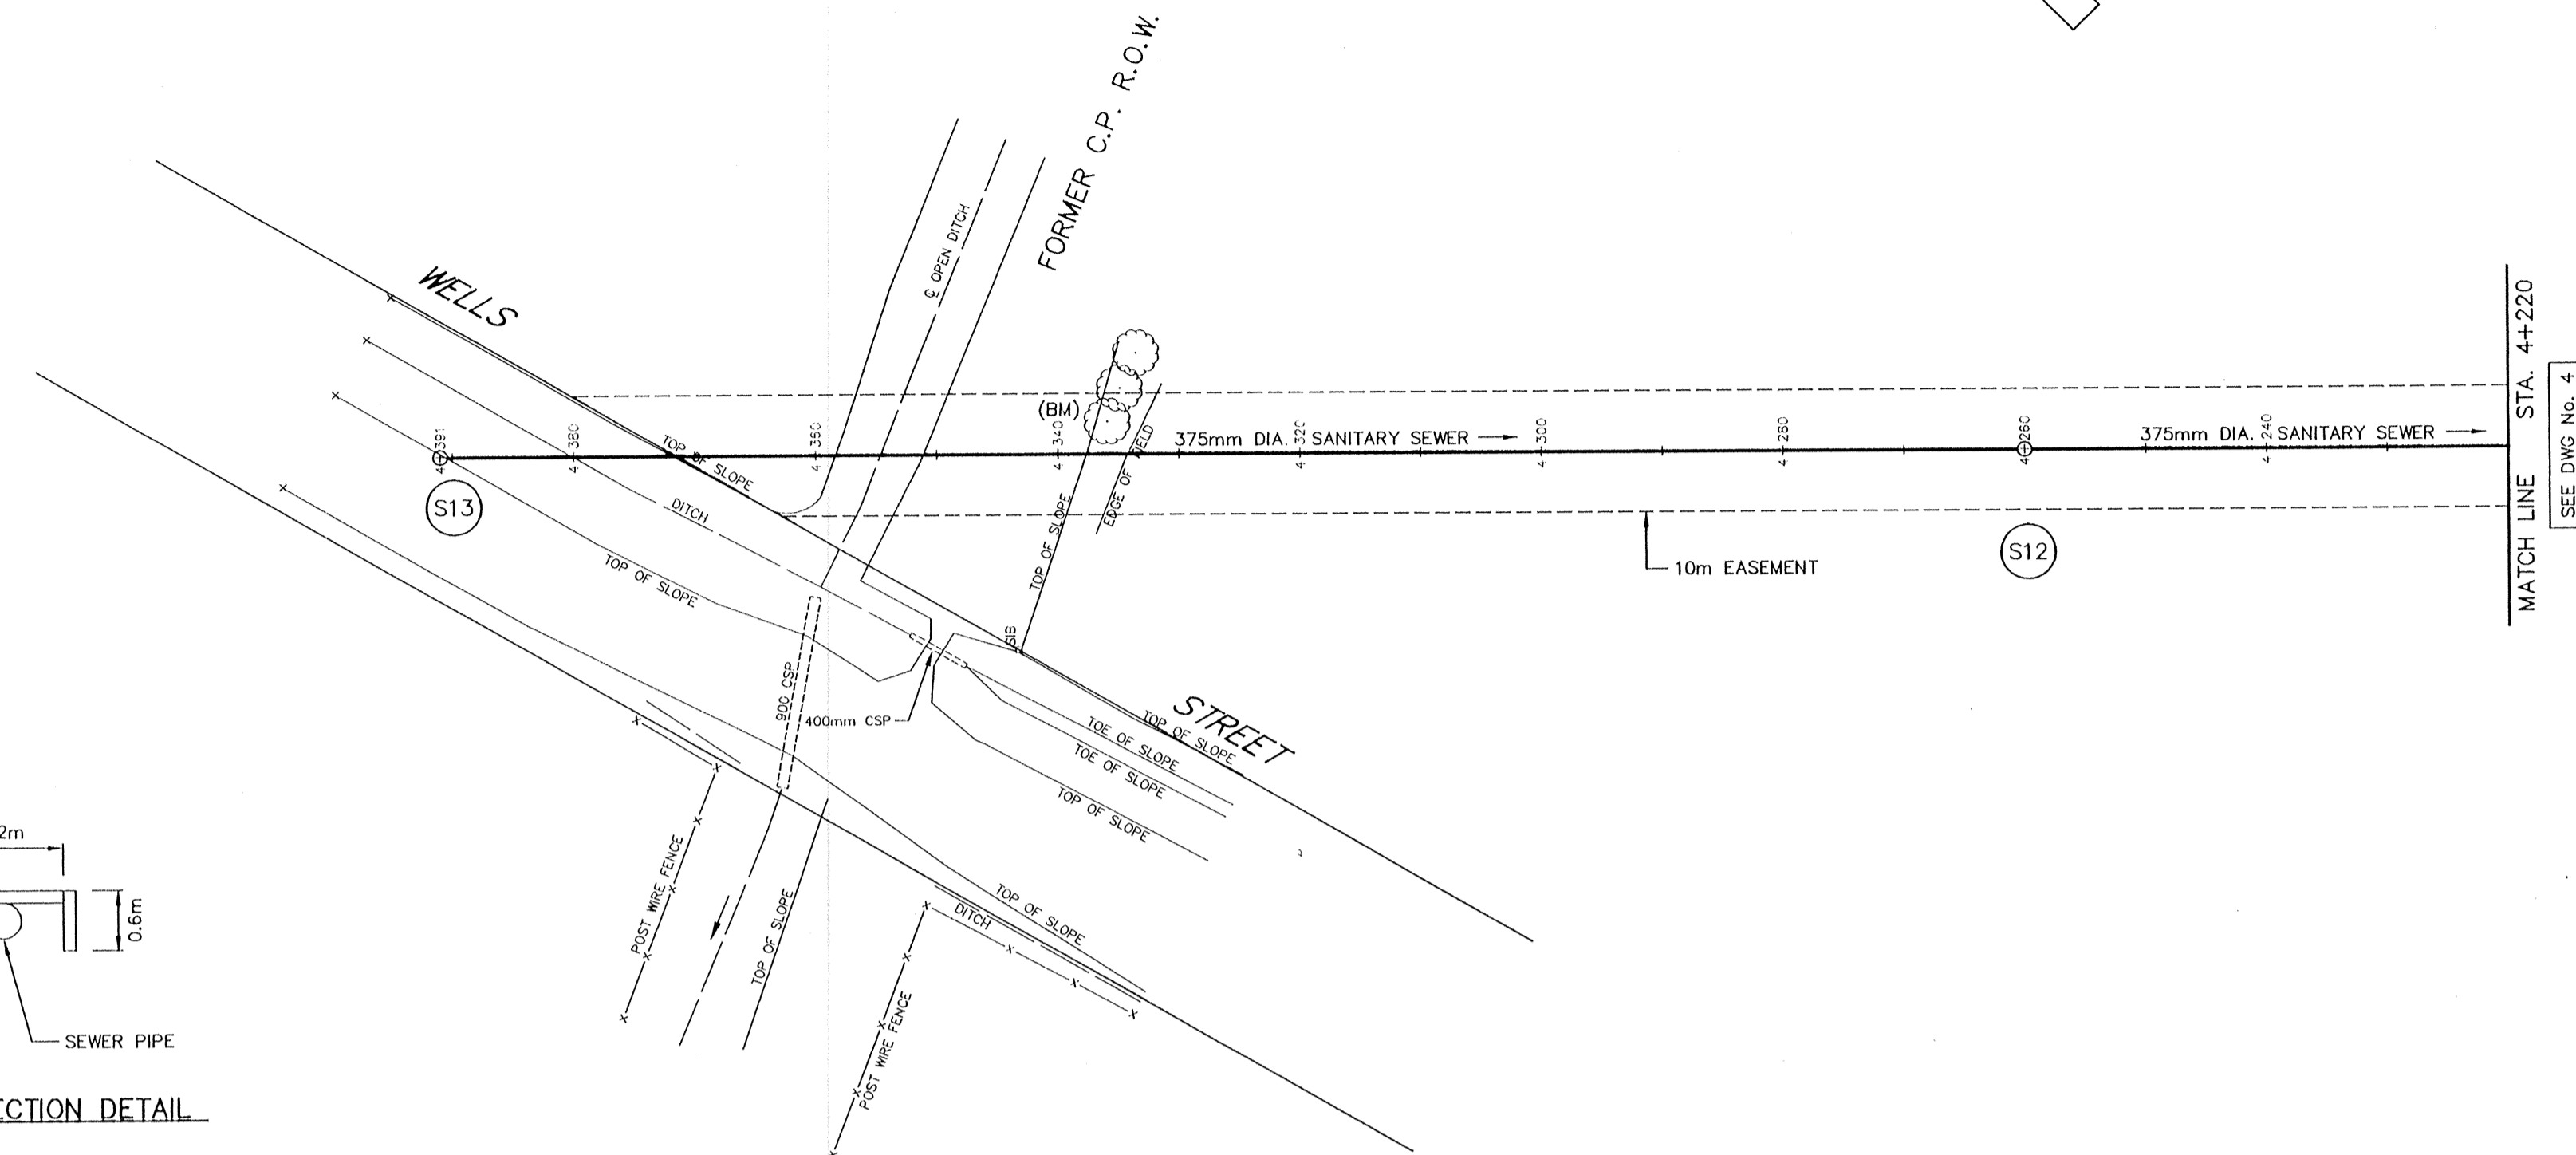 FORMER C.P. R.O.W.
℄ OPEN DITCH
WELLS
STREET
(BM)
TOP OF SLOPE
EDGE OF FIELD
375mm DIA. SANITARY SEWER
375mm DIA. SANITARY SEWER
4+391
4+380
4+340
4+320
4+300
4+280
4+260
4+240
S13
S12
10m EASEMENT
MATCH LINE STA. 4+220
SEE DWG No. 4
DITCH
TOP OF SLOPE
TOP OF SLOPE
SIB
900 CSP
400mm CSP
TOP OF SLOPE
TOE OF SLOPE
TOE OF SLOPE
TOP OF SLOPE
POST WIRE FENCE
TOP OF SLOPE
DITCH
TOP OF SLOPE
POST WIRE FENCE
2m
0.6m
SEWER PIPE
ECTION DETAIL